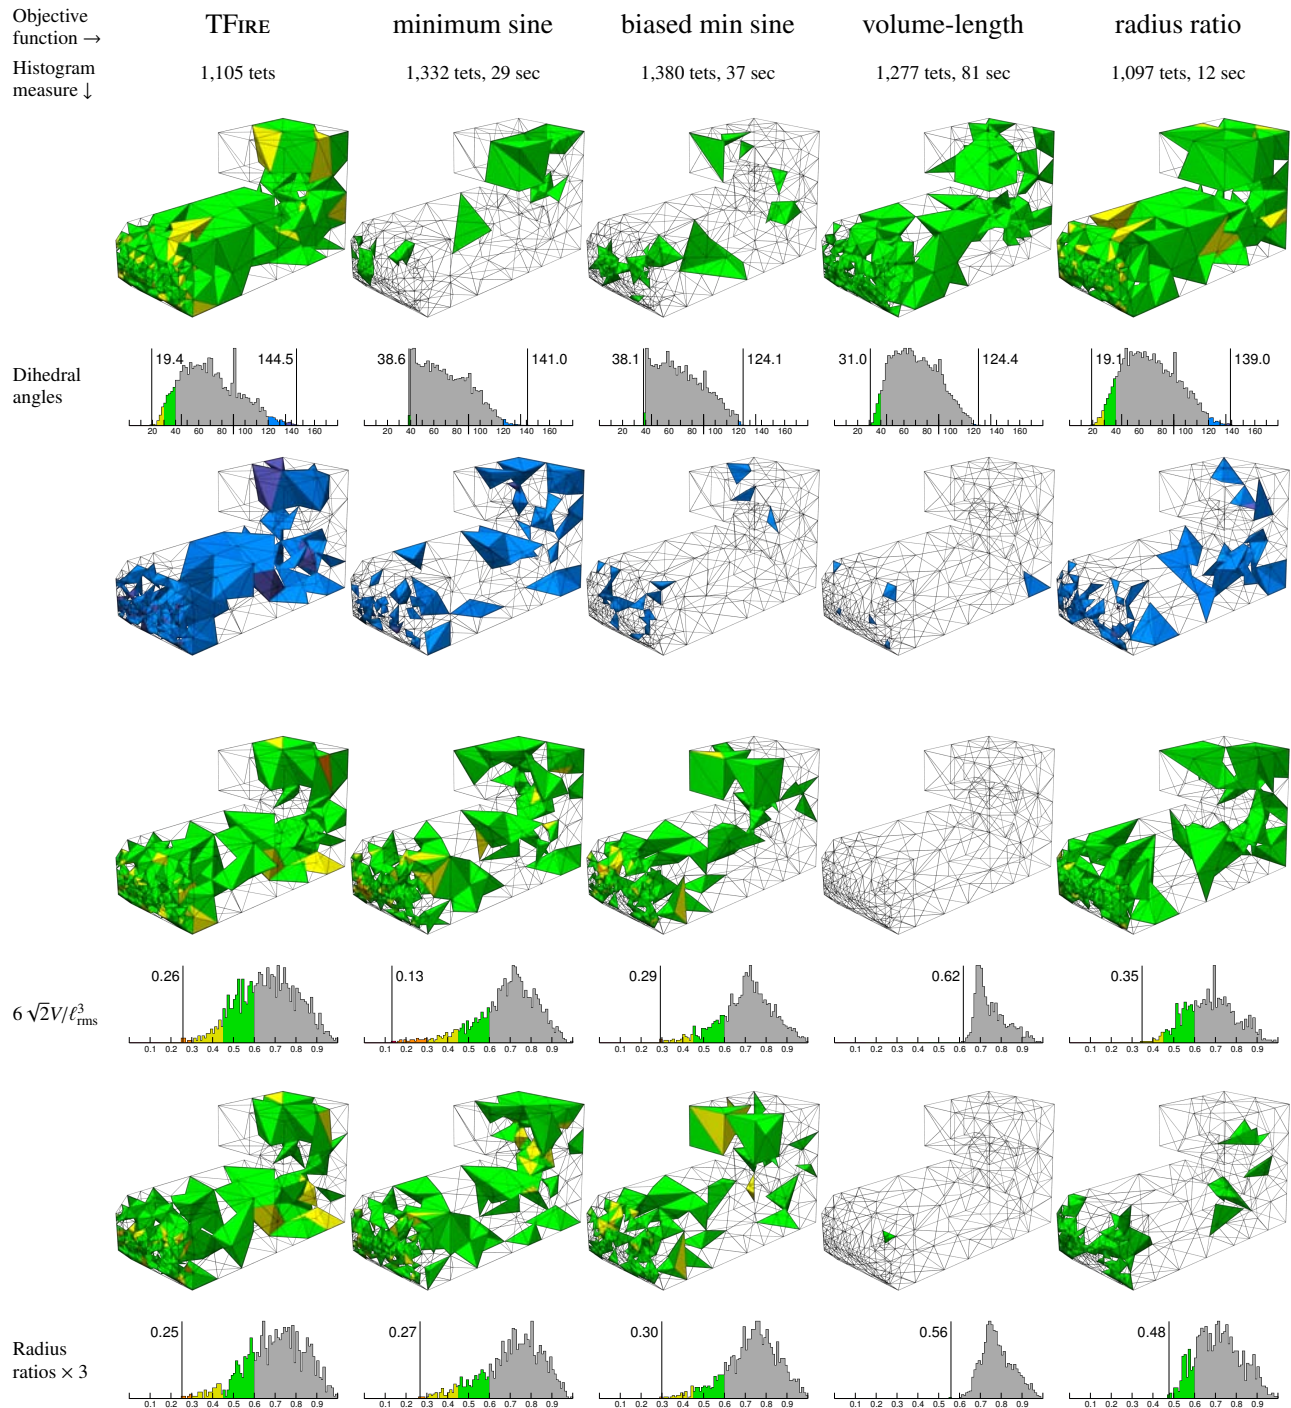 Objective
function →
TFIRE
minimum sine
biased min sine
volume-length
radius ratio
Histogram
measure ↓
1,105 tets
1,332 tets, 29 sec
1,380 tets, 37 sec
1,277 tets, 81 sec
1,097 tets, 12 sec
Dihedral
angles
19.4 144.5
20 40 60 80 100 120 140 160
38.6 141.0
20 40 60 80 100 120 140 160
38.1 124.1
20 40 60 80 100 120 140 160
31.0 124.4
20 40 60 80 100 120 140 160
19.1 139.0
20 40 60 80 100 120 140 160
6 √2V/ℓ³rms
0.26
0.1 0.2 0.3 0.4 0.5 0.6 0.7 0.8 0.9
0.13
0.1 0.2 0.3 0.4 0.5 0.6 0.7 0.8 0.9
0.29
0.1 0.2 0.3 0.4 0.5 0.6 0.7 0.8 0.9
0.62
0.1 0.2 0.3 0.4 0.5 0.6 0.7 0.8 0.9
0.35
0.1 0.2 0.3 0.4 0.5 0.6 0.7 0.8 0.9
Radius
ratios × 3
0.25
0.1 0.2 0.3 0.4 0.5 0.6 0.7 0.8 0.9
0.27
0.1 0.2 0.3 0.4 0.5 0.6 0.7 0.8 0.9
0.30
0.1 0.2 0.3 0.4 0.5 0.6 0.7 0.8 0.9
0.56
0.1 0.2 0.3 0.4 0.5 0.6 0.7 0.8 0.9
0.48
0.1 0.2 0.3 0.4 0.5 0.6 0.7 0.8 0.9